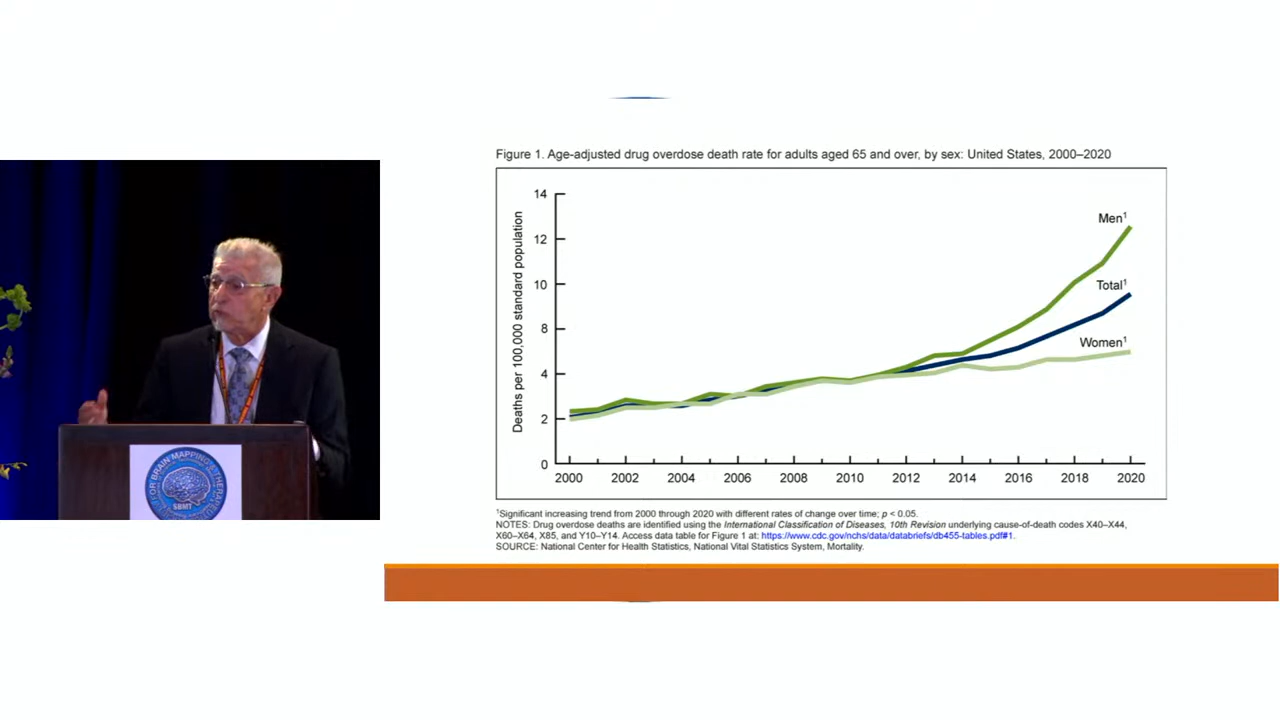 Figure 1. Age-adjusted drug overdose death rate for adults aged 65 and over, by sex: United States, 2000–2020
Deaths per 100,000 standard population
14
12
10
8
4
2
0
Men¹
Total¹
Women¹
2000 2002 2004 2006 2008 2010 2012 2014 2016 2018 2020
¹Significant increasing trend from 2000 through 2020 with different rates of change over time; p < 0.05.
NOTES: Drug overdose deaths are identified using the International Classification of Diseases, 10th Revision underlying cause-of-death codes X40–X44,
X60–X64, X85, and Y10–Y14. Access data table for Figure 1 at: https://www.cdc.gov/nchs/data/databriefs/db455-tables.pdf#1.
SOURCE: National Center for Health Statistics, National Vital Statistics System, Mortality.
FOR BRAIN MAPPING &
SBMT